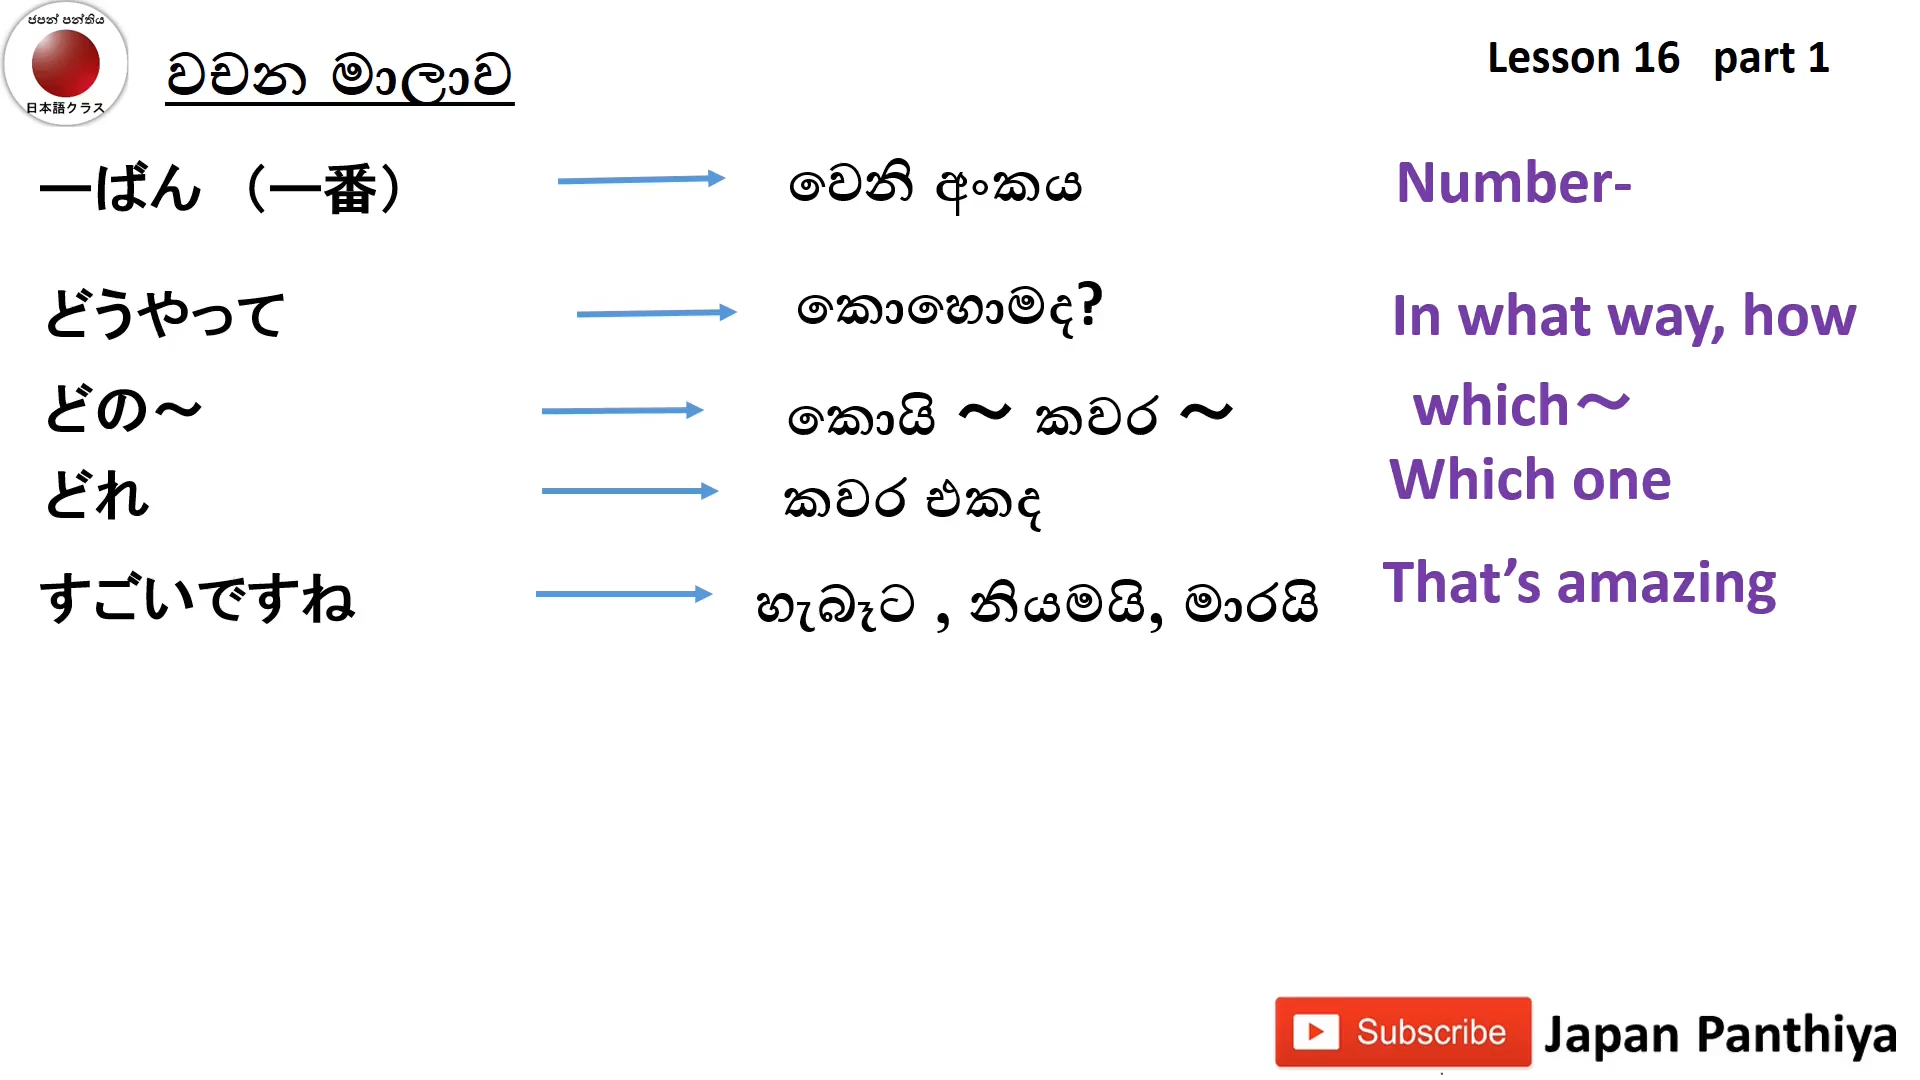 ජපන් පන්තිය
日本語クラス
වචන මාලාව
Lesson 16 part 1
一ばん （一番） වෙනි අංකය Number-
どうやって කොහොමද? In what way, how
どの～ කොයි ～ කවර ～ which～
どれ කවර එකද Which one
すごいですね හැබෑට , නියමයි, මාරයි That’s amazing
Subscribe Japan Panthiya